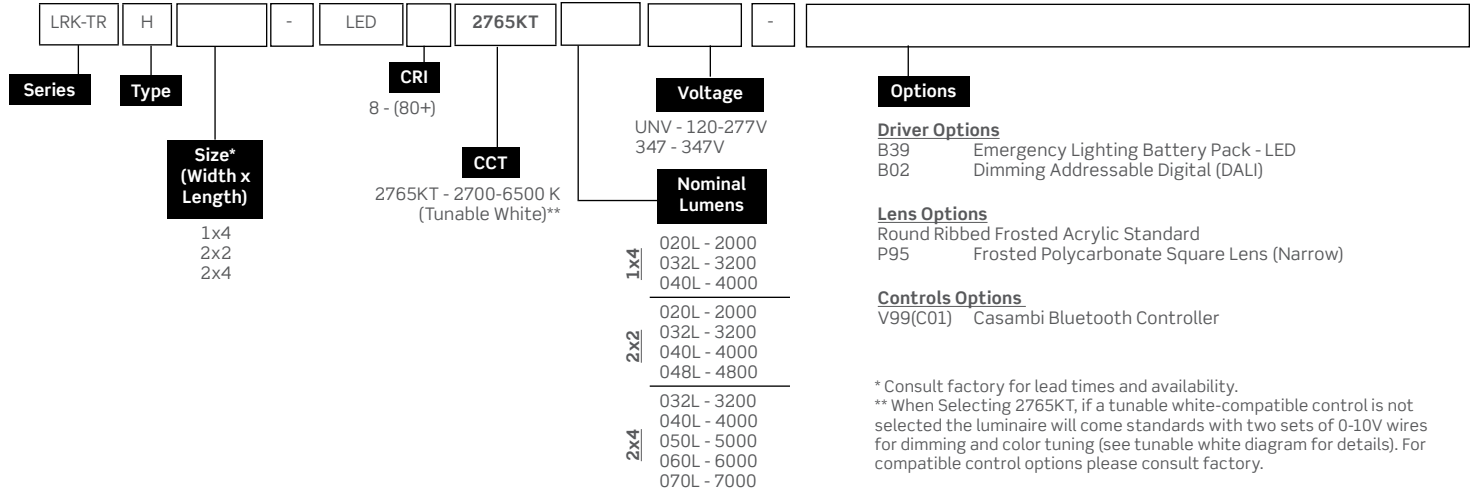 LRK-TR H - LED 2765KT -
Series
Type
Size*
(Width x
Length)
1x4
2x2
2x4
CRI
8 - (80+)
CCT
2765KT - 2700-6500 K
(Tunable White)**
Voltage
UNV - 120-277V
347 - 347V
Nominal
Lumens
1x4
020L - 2000
032L - 3200
040L - 4000
2x2
020L - 2000
032L - 3200
040L - 4000
048L - 4800
2x4
032L - 3200
040L - 4000
050L - 5000
060L - 6000
070L - 7000
Options
Driver Options
B39 Emergency Lighting Battery Pack - LED
B02 Dimming Addressable Digital (DALI)
Lens Options
Round Ribbed Frosted Acrylic Standard
P95 Frosted Polycarbonate Square Lens (Narrow)
Controls Options
V99(C01) Casambi Bluetooth Controller
* Consult factory for lead times and availability.
** When Selecting 2765KT, if a tunable white-compatible control is not
selected the luminaire will come standards with two sets of 0-10V wires
for dimming and color tuning (see tunable white diagram for details). For
compatible control options please consult factory.